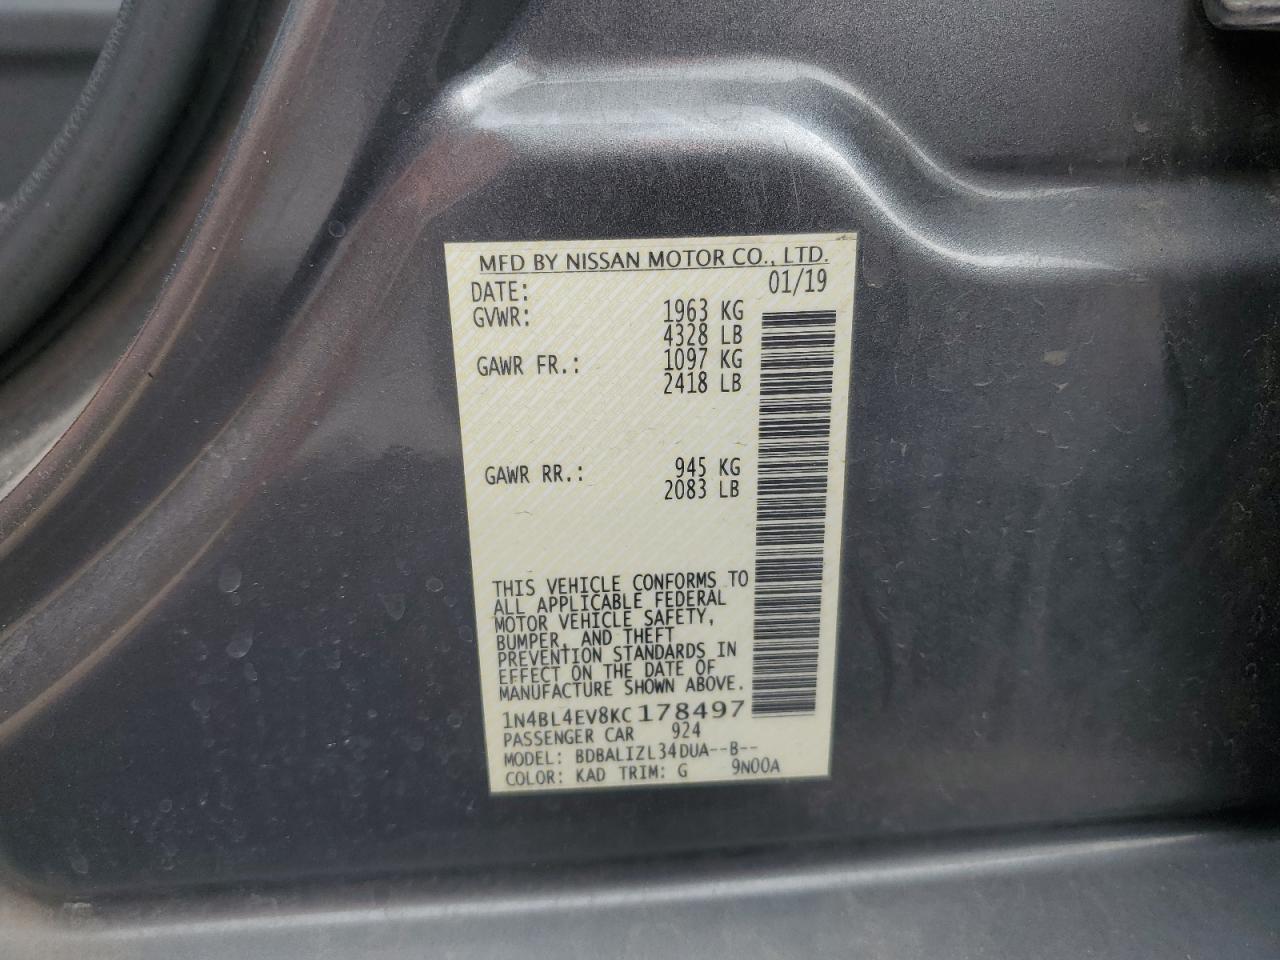 MFD BY NISSAN MOTOR CO., LTD.
DATE: 01/19
GVWR: 1963 KG
4328 LB
GAWR FR.: 1097 KG
2418 LB
GAWR RR.: 945 KG
2083 LB
THIS VEHICLE CONFORMS TO
ALL APPLICABLE FEDERAL
MOTOR VEHICLE SAFETY,
BUMPER, AND THEFT
PREVENTION STANDARDS IN
EFFECT ON THE DATE OF
MANUFACTURE SHOWN ABOVE.
1N4BL4EV8KC178497
PASSENGER CAR 924
MODEL: BDBALIZL34DUA--B--
COLOR: KAD TRIM: G 9N00A